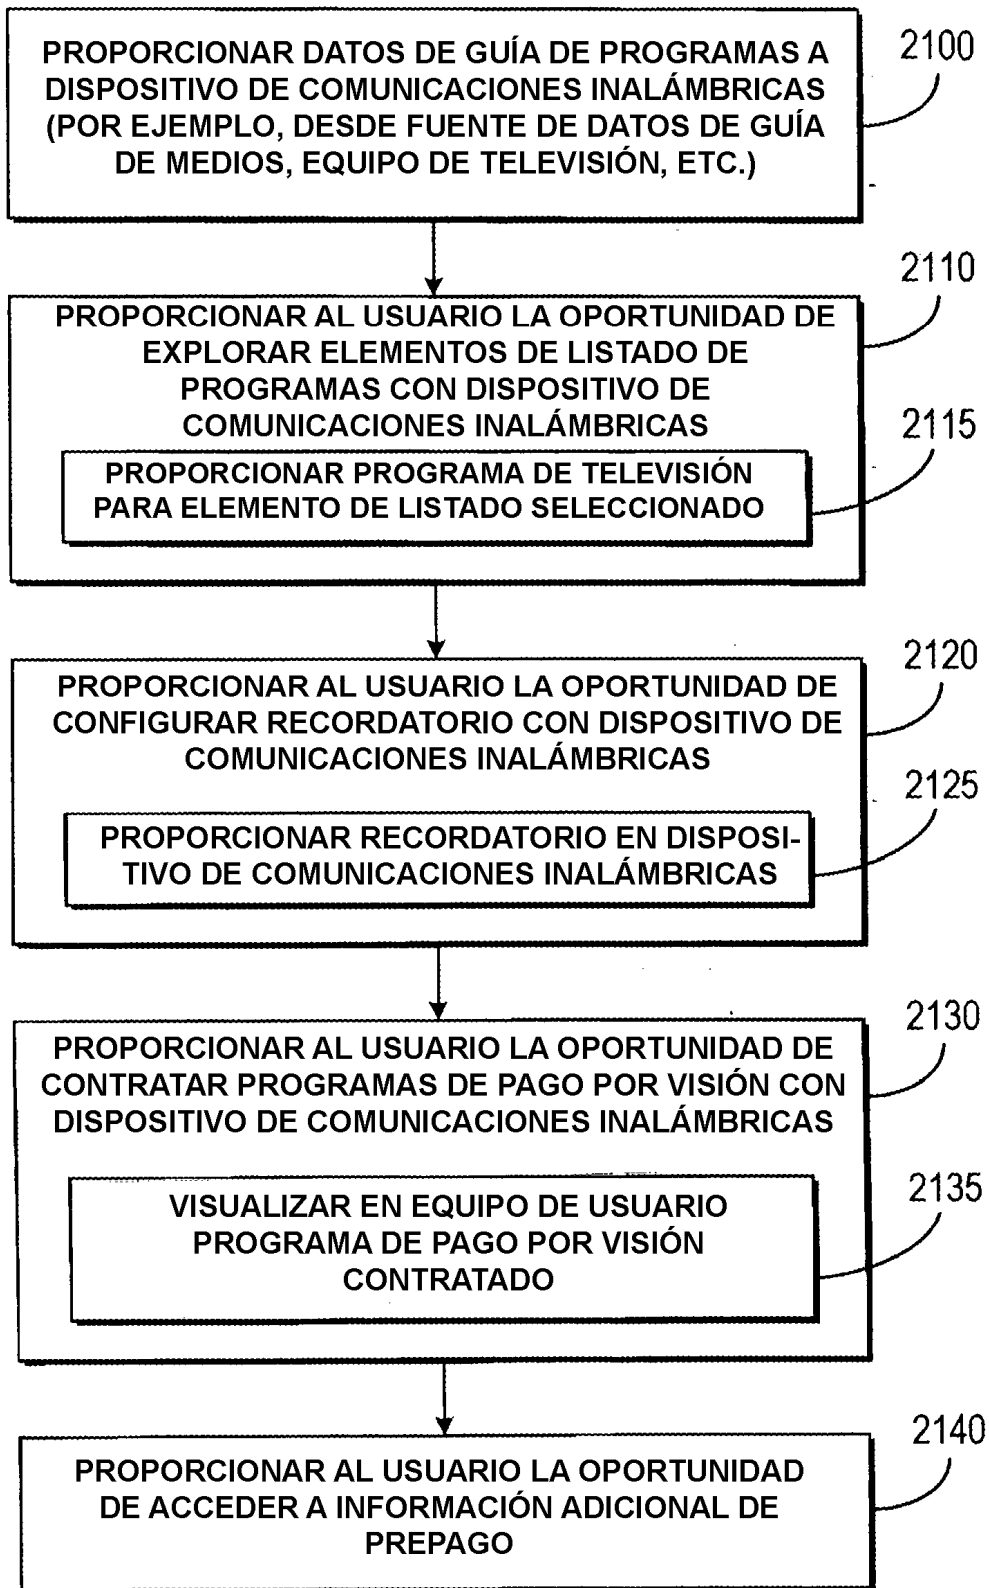 PROPORCIONAR DATOS DE GUÍA DE PROGRAMAS A
DISPOSITIVO DE COMUNICACIONES INALÁMBRICAS
(POR EJEMPLO, DESDE FUENTE DE DATOS DE GUÍA
DE MEDIOS, EQUIPO DE TELEVISIÓN, ETC.)
2100
PROPORCIONAR AL USUARIO LA OPORTUNIDAD DE
EXPLORAR ELEMENTOS DE LISTADO DE
PROGRAMAS CON DISPOSITIVO DE
COMUNICACIONES INALÁMBRICAS
2110
PROPORCIONAR PROGRAMA DE TELEVISIÓN
PARA ELEMENTO DE LISTADO SELECCIONADO
2115
PROPORCIONAR AL USUARIO LA OPORTUNIDAD DE
CONFIGURAR RECORDATORIO CON DISPOSITIVO DE
COMUNICACIONES INALÁMBRICAS
2120
PROPORCIONAR RECORDATORIO EN DISPOSI-
TIVO DE COMUNICACIONES INALÁMBRICAS
2125
PROPORCIONAR AL USUARIO LA OPORTUNIDAD DE
CONTRATAR PROGRAMAS DE PAGO POR VISIÓN CON
DISPOSITIVO DE COMUNICACIONES INALÁMBRICAS
2130
VISUALIZAR EN EQUIPO DE USUARIO
PROGRAMA DE PAGO POR VISIÓN
CONTRATADO
2135
PROPORCIONAR AL USUARIO LA OPORTUNIDAD
DE ACCEDER A INFORMACIÓN ADICIONAL DE
PREPAGO
2140